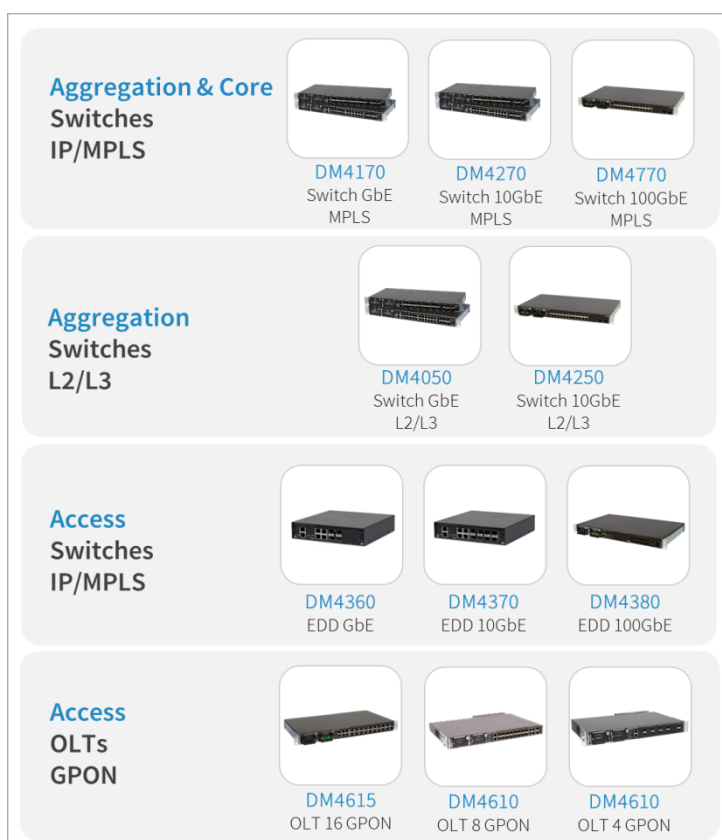 Aggregation & Core
Switches
IP/MPLS
DM4170
Switch GbE
MPLS
DM4270
Switch 10GbE
MPLS
DM4770
Switch 100GbE
MPLS
Aggregation
Switches
L2/L3
DM4050
Switch GbE
L2/L3
DM4250
Switch 10GbE
L2/L3
Access
Switches
IP/MPLS
DM4360
EDD GbE
DM4370
EDD 10GbE
DM4380
EDD 100GbE
Access
OLTs
GPON
DM4615
OLT 16 GPON
DM4610
OLT 8 GPON
DM4610
OLT 4 GPON